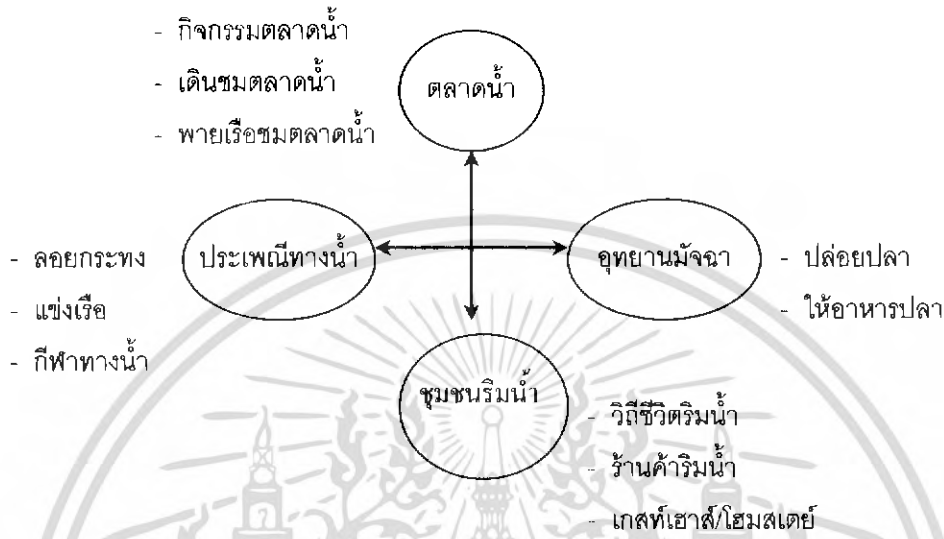 - กิจกรรมตลาดน้ำ
- เดินชมตลาดน้ำ
- พายเรือชมตลาดน้ำ
ตลาดน้ำ
- ลอยกระทง
- แข่งเรือ
- กีฬาทางน้ำ
ประเพณีทางน้ำ
อุทยานมัจฉา
- ปล่อยปลา
- ให้อาหารปลา
ชุมชนริมน้ำ
- วิถีชีวิตริมน้ำ
- ร้านค้าริมน้ำ
- เกสท์เฮาส์/โฮมสเตย์